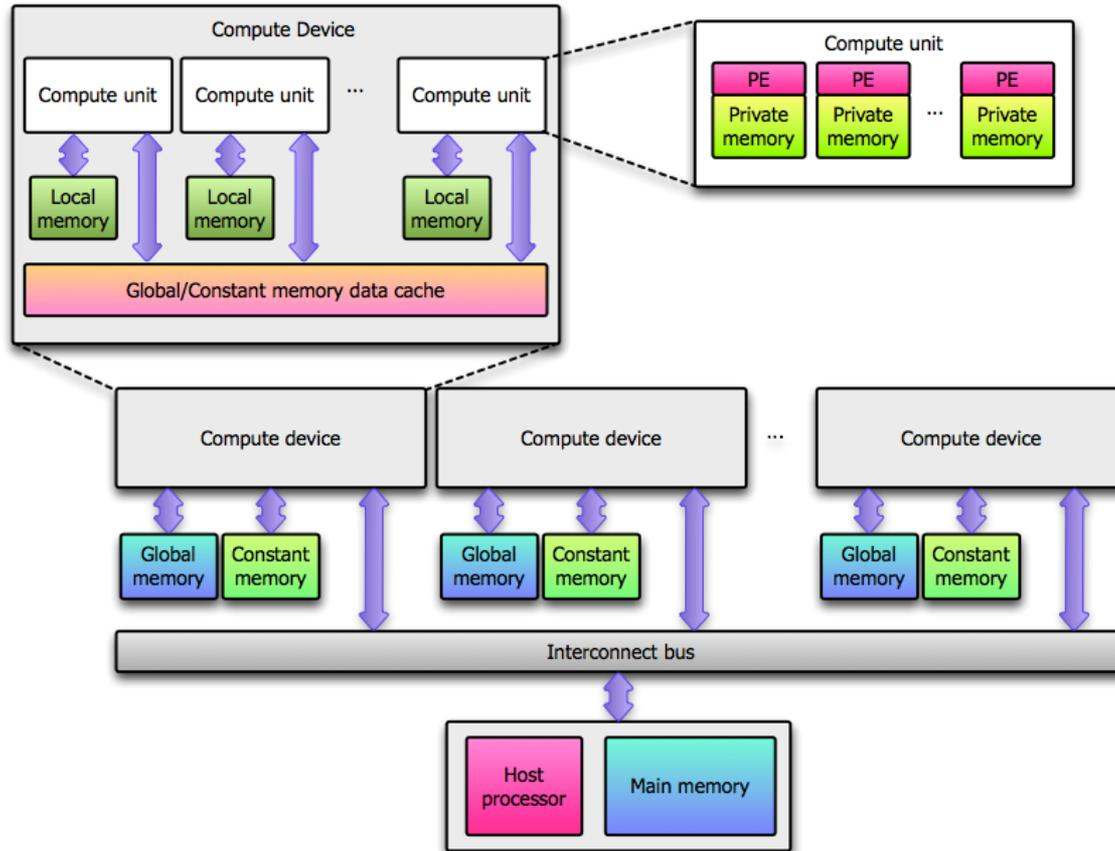 Compute Device
Compute unit
Compute unit
...
Compute unit
Local
memory
Local
memory
Local
memory
Global/Constant memory data cache
Compute unit
PE
PE
PE
Private
memory
Private
memory
...
Private
memory
Compute device
Compute device
...
Compute device
Global
memory
Constant
memory
Global
memory
Constant
memory
Global
memory
Constant
memory
Interconnect bus
Host
processor
Main memory